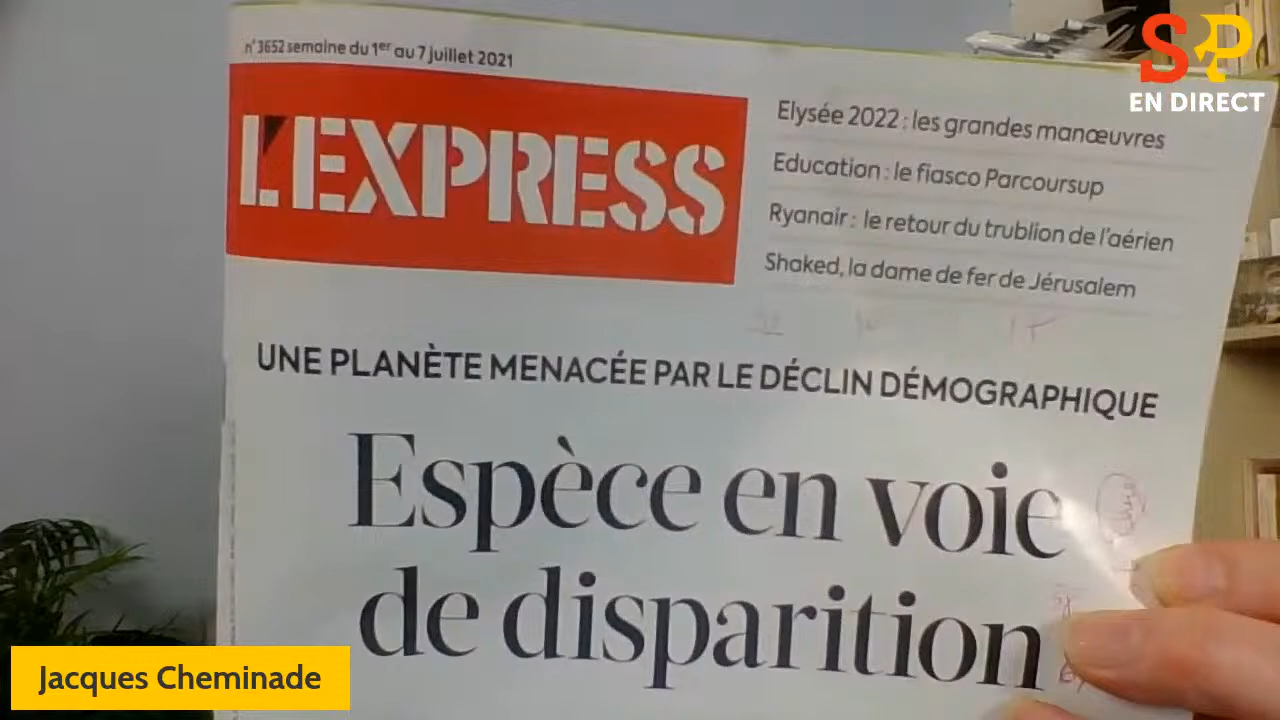 n°3652 semaine du 1er au 7 juillet 2021
L'EXPRESS
Elysée 2022 : les grandes manœuvres
Education : le fiasco Parcoursup
Ryanair : le retour du trublion de l'aérien
Shaked, la dame de fer de Jérusalem
UNE PLANÈTE MENACÉE PAR LE DÉCLIN DÉMOGRAPHIQUE
Espèce en voie
de disparition
SP
EN DIRECT
Jacques Cheminade